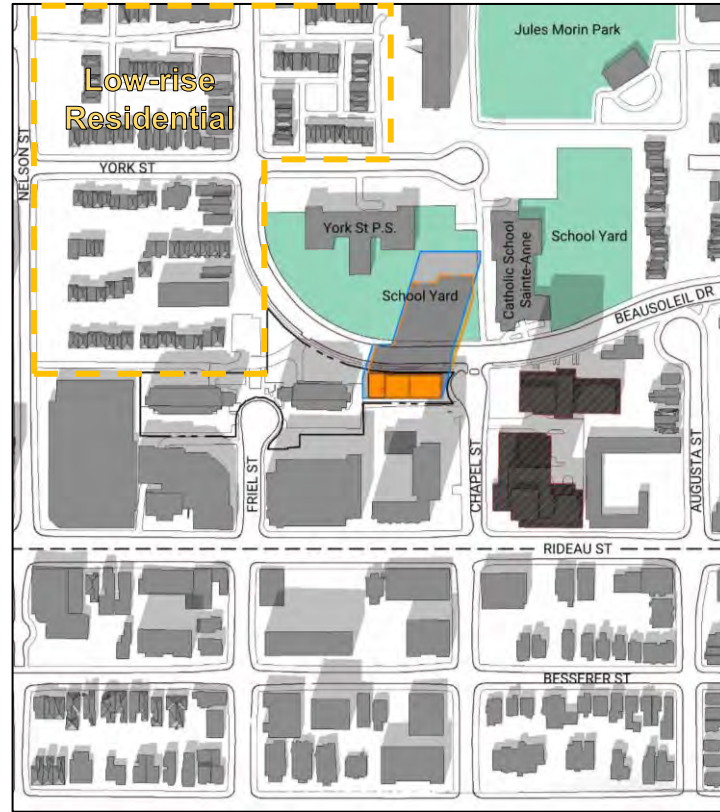 Jules Morin Park
Low-rise
Residential
NELSON ST
YORK ST
York St P.S.
School Yard
Catholic School
Sainte-Anne
School Yard
BEAUSOLEIL DR
FRIEL ST
CHAPEL ST
AUGUSTA ST
RIDEAU ST
BESSERER ST